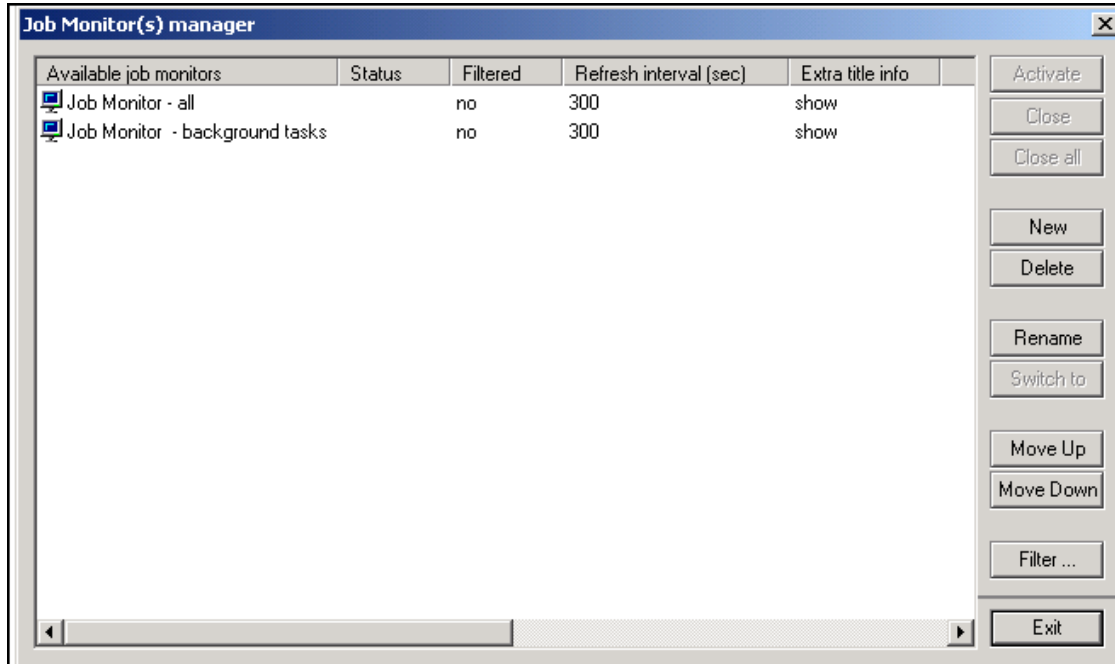 Job Monitor(s) manager
Available job monitors Status Filtered Refresh interval (sec) Extra title info
Job Monitor - all no 300 show
Job Monitor - background tasks no 300 show
Activate
Close
Close all
New
Delete
Rename
Switch to
Move Up
Move Down
Filter ...
Exit